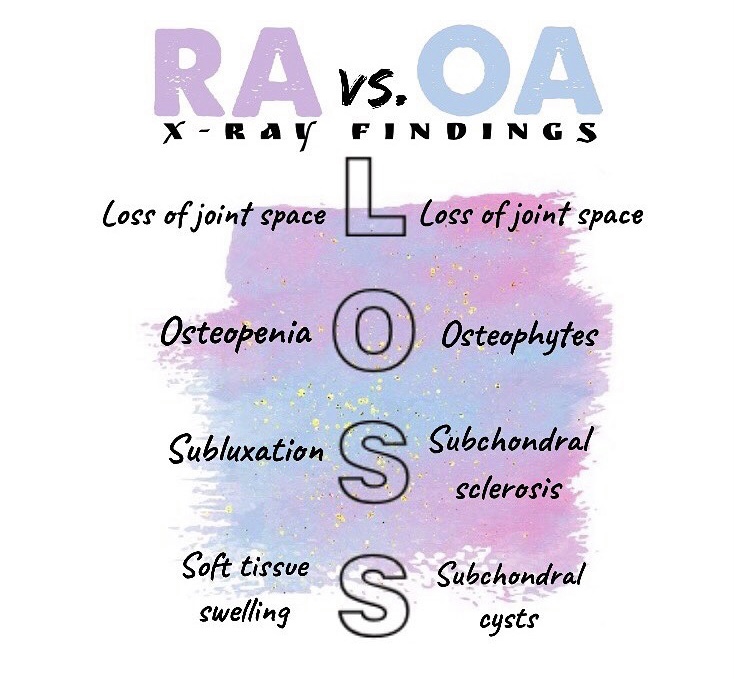 RA vs. OA
X-RAY FINDINGS
Loss of joint space L Loss of joint space
Osteopenia O Osteophytes
Subluxation S Subchondral
sclerosis
Soft tissue S Subchondral
swelling cysts